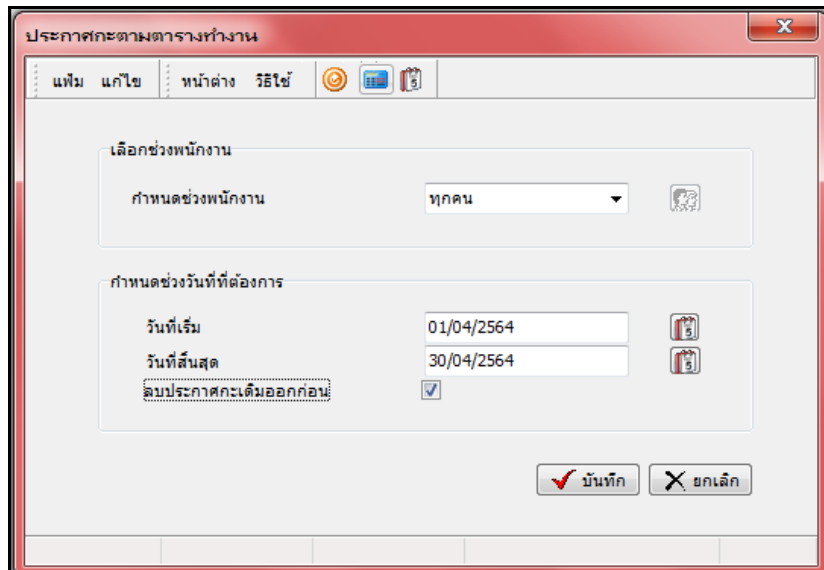 ประกาศกะตามตารางทำงาน
แฟ้ม แก้ไข หน้าต่าง วิธีใช้
เลือกช่วงพนักงาน
กำหนดช่วงพนักงาน ทุกคน
กำหนดช่วงวันที่ที่ต้องการ
วันที่เริ่ม 01/04/2564
วันที่สิ้นสุด 30/04/2564
ลบประกาศกะเดิมออกก่อน
บันทึก ยกเลิก